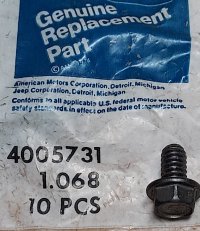 Genuine
Replacement
Part
American Motors Corporation, Detroit, Michigan
Jeep Corporation, Detroit, Michigan
Conforms to all applicable U.S. federal motor vehicle
safety standards in effect on the date of manufacture.
4005731
1.068
10 PCS